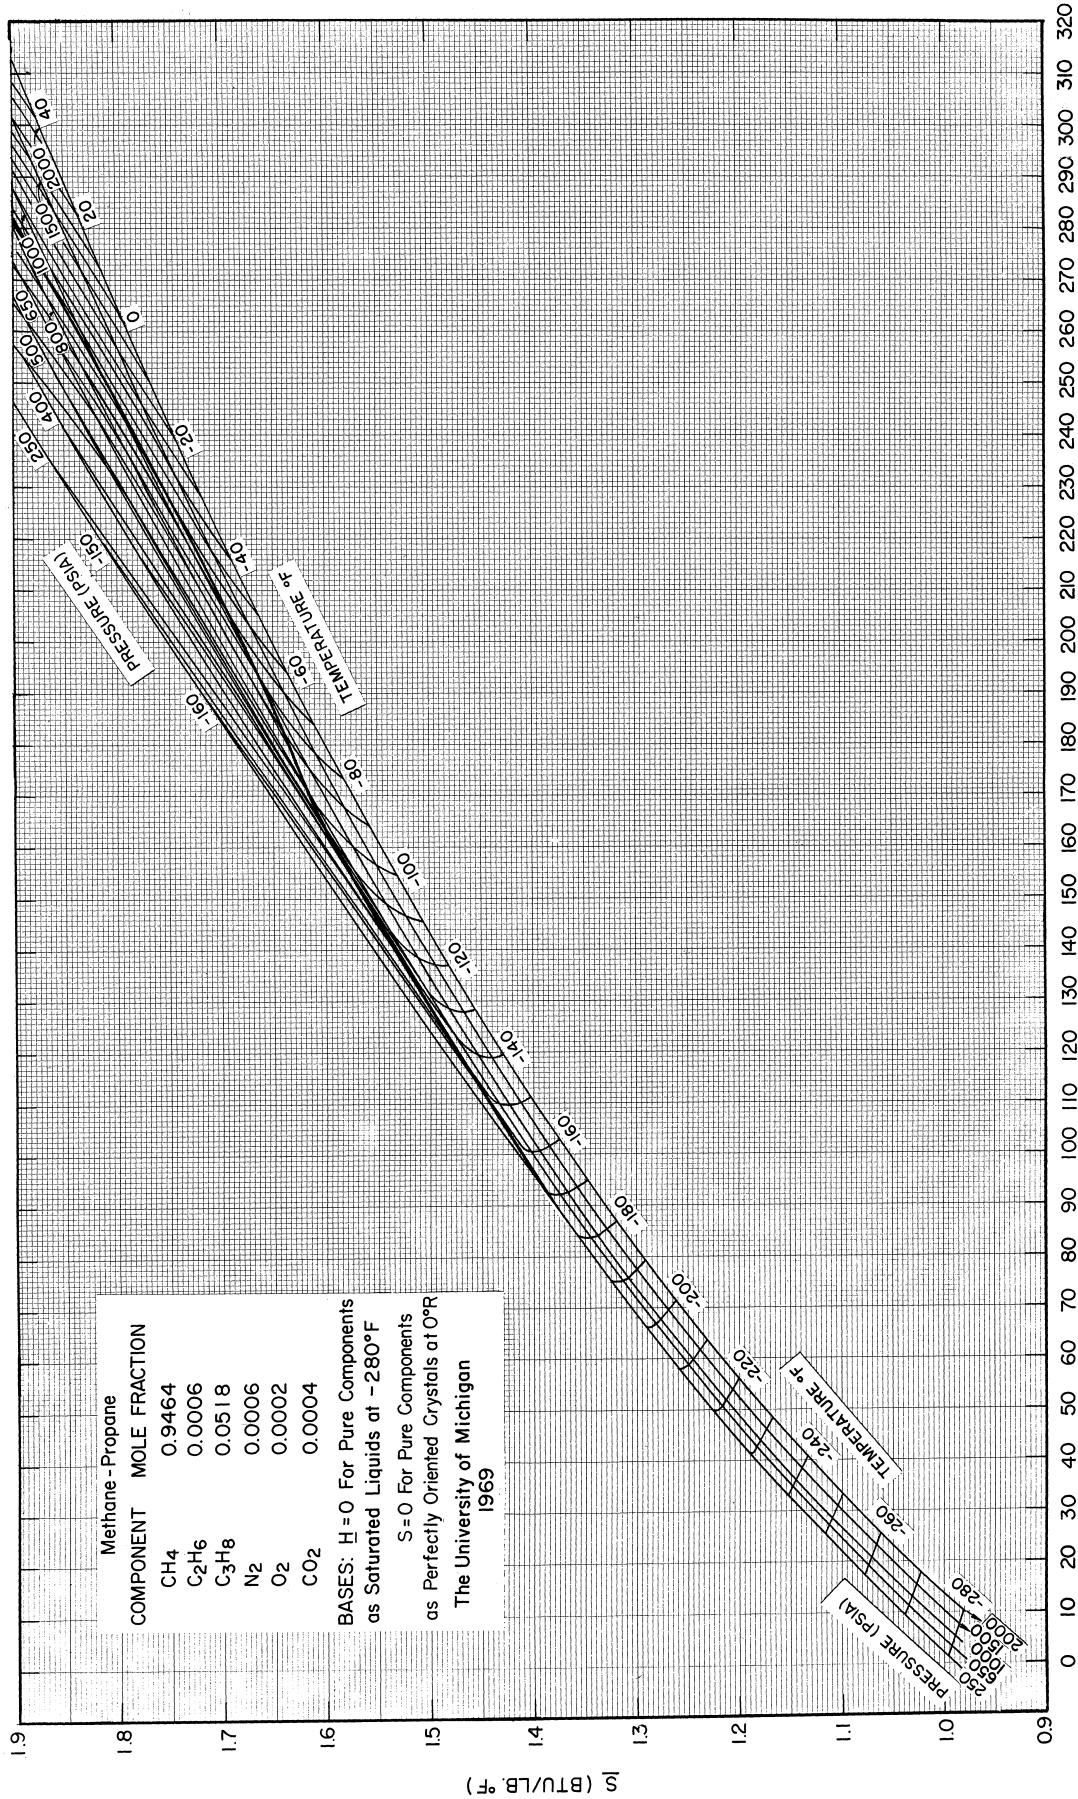 Methane-Propane
COMPONENT MOLE FRACTION
CH4 0.9464
C2H6 0.0006
C3H8 0.0518
N2 0.0006
O2 0.0002
CO2 0.0004
BASES: H = 0 For Pure Components
as Saturated Liquids at -280°F
S = 0 For Pure Components
as Perfectly Oriented Crystals at 0°R
The University of Michigan
1969
S (BTU/LB. °F)
1.9
1.8
1.7
1.6
1.5
1.4
1.3
1.2
1.1
1.0
0.9
0 10 20 30 40 50 60 70 80 90 100 110 120 130 140 150 160 170 180 190 200 210 220 230 240 250 260 270 280 290 300 310 320
PRESSURE (PSIA)
250
650
1000
1500
2000
TEMPERATURE °F
-280
-260
-240
-220
-200
-180
-160
-140
-120
-100
-80
-60
-40
-20
0
20
40
TEMPERATURE °F
PRESSURE (PSIA)
-160
-150
250
400
500
650
800
1000
1500
2000